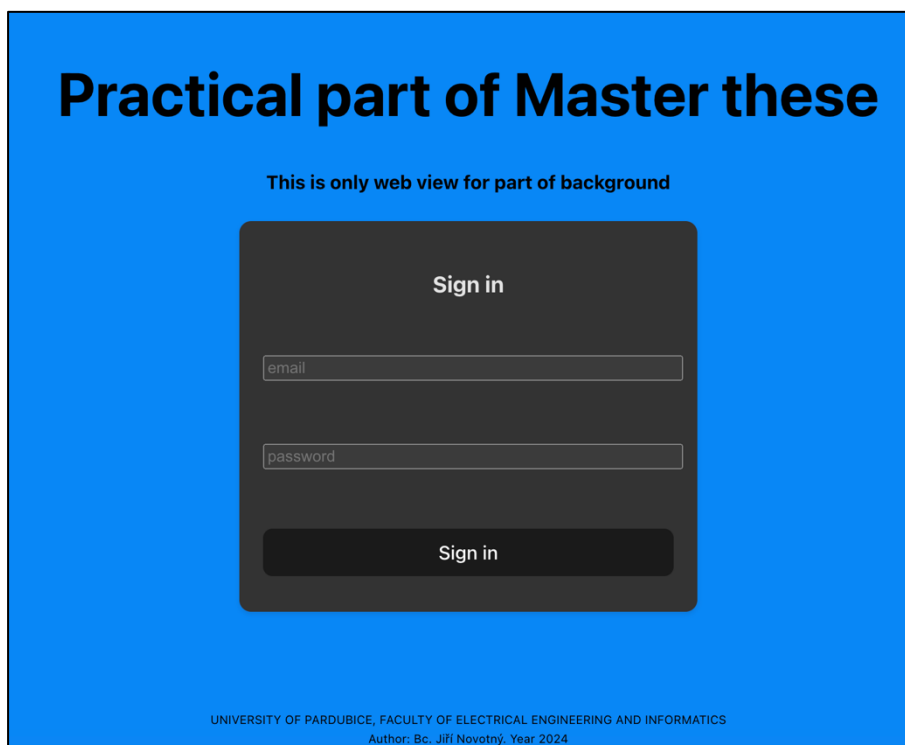 Practical part of Master these
This is only web view for part of background
Sign in
email
password
Sign in
UNIVERSITY OF PARDUBICE, FACULTY OF ELECTRICAL ENGINEERING AND INFORMATICS
Author: Bc. Jiří Novotný. Year 2024